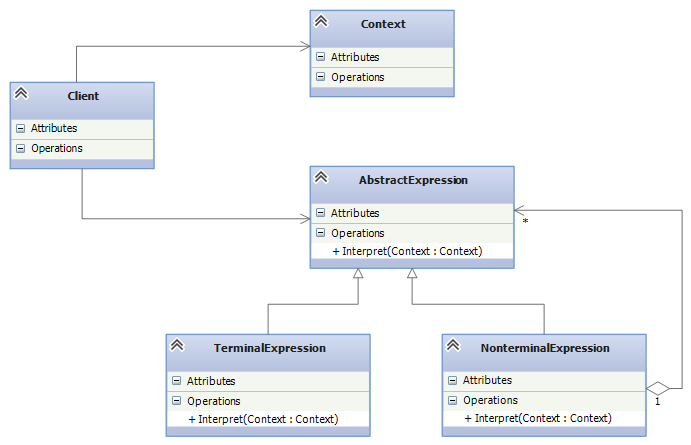 Context
Attributes
Operations
Client
Attributes
Operations
AbstractExpression
Attributes
Operations
+ Interpret(Context : Context)
*
TerminalExpression
Attributes
Operations
+ Interpret(Context : Context)
NonterminalExpression
Attributes
Operations
+ Interpret(Context : Context)
1